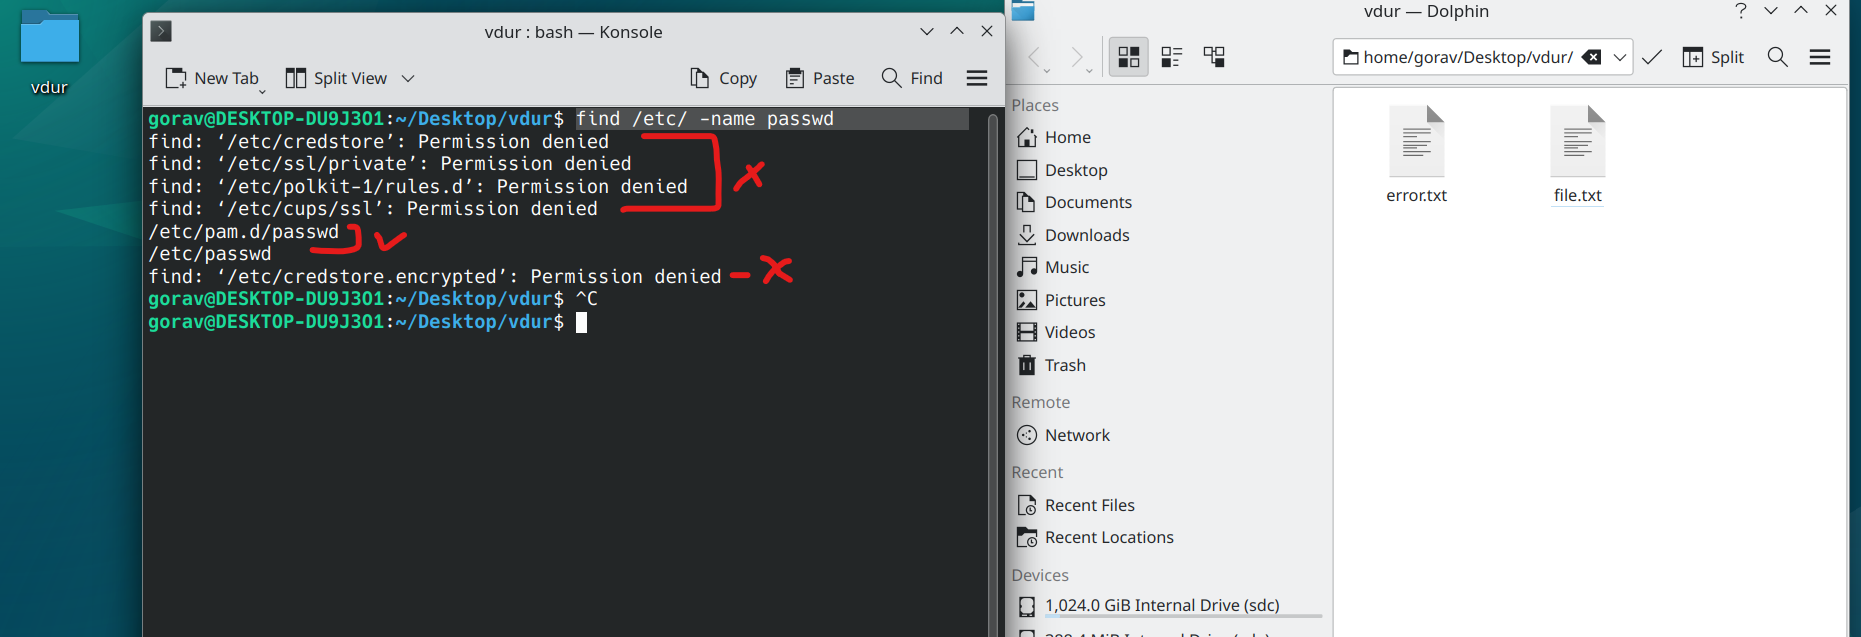 vdur
vdur : bash — Konsole
New Tab
Split View
Copy
Paste
Find
gorav@DESKTOP-DU9J3O1:~/Desktop/vdur$ find /etc/ -name passwd
find: ‘/etc/credstore’: Permission denied
find: ‘/etc/ssl/private’: Permission denied
find: ‘/etc/polkit-1/rules.d’: Permission denied
find: ‘/etc/cups/ssl’: Permission denied
/etc/pam.d/passwd
/etc/passwd
find: ‘/etc/credstore.encrypted’: Permission denied
gorav@DESKTOP-DU9J3O1:~/Desktop/vdur$ ^C
gorav@DESKTOP-DU9J3O1:~/Desktop/vdur$
vdur — Dolphin
home/gorav/Desktop/vdur/
Split
Places
Home
Desktop
Documents
Downloads
Music
Pictures
Videos
Trash
Remote
Network
Recent
Recent Files
Recent Locations
Devices
1,024.0 GiB Internal Drive (sdc)
error.txt
file.txt